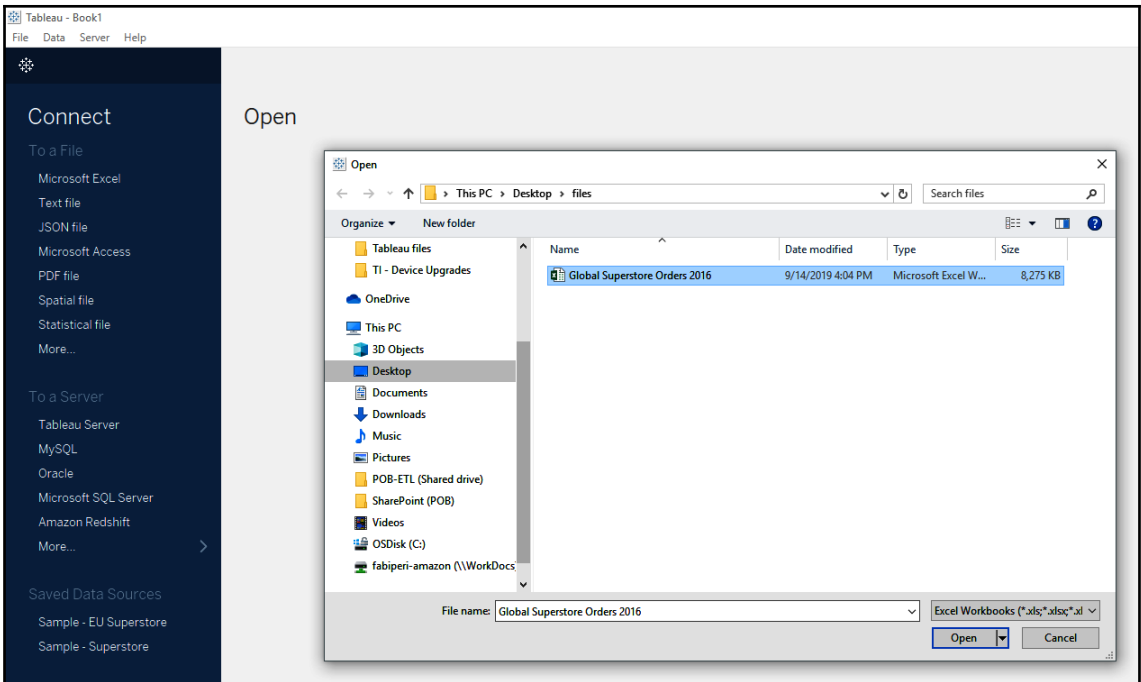 Tableau - Book1
File Data Server Help
Connect
To a File
Microsoft Excel
Text file
JSON file
Microsoft Access
PDF file
Spatial file
Statistical file
More...
To a Server
Tableau Server
MySQL
Oracle
Microsoft SQL Server
Amazon Redshift
More...
Saved Data Sources
Sample - EU Superstore
Sample - Superstore
Open
Open
This PC > Desktop > files
Search files
Organize New folder
Tableau files
TI - Device Upgrades
OneDrive
This PC
3D Objects
Desktop
Documents
Downloads
Music
Pictures
POB-ETL (Shared drive)
SharePoint (POB)
Videos
OSDisk (C:)
fabiperi-amazon (\\WorkDocs
Name Date modified Type Size
Global Superstore Orders 2016 9/14/2019 4:04 PM Microsoft Excel W... 8,275 KB
File name: Global Superstore Orders 2016 Excel Workbooks (*.xls;*.xlsx;*.xl
Open Cancel